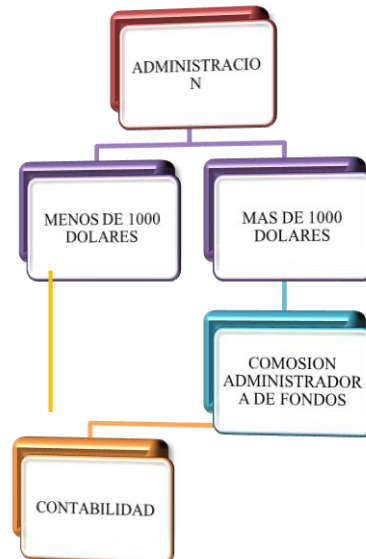 ADMINISTRACIO
N
MENOS DE 1000
DOLARES
MAS DE 1000
DOLARES
COMOSION
ADMINISTRADOR
A DE FONDOS
CONTABILIDAD